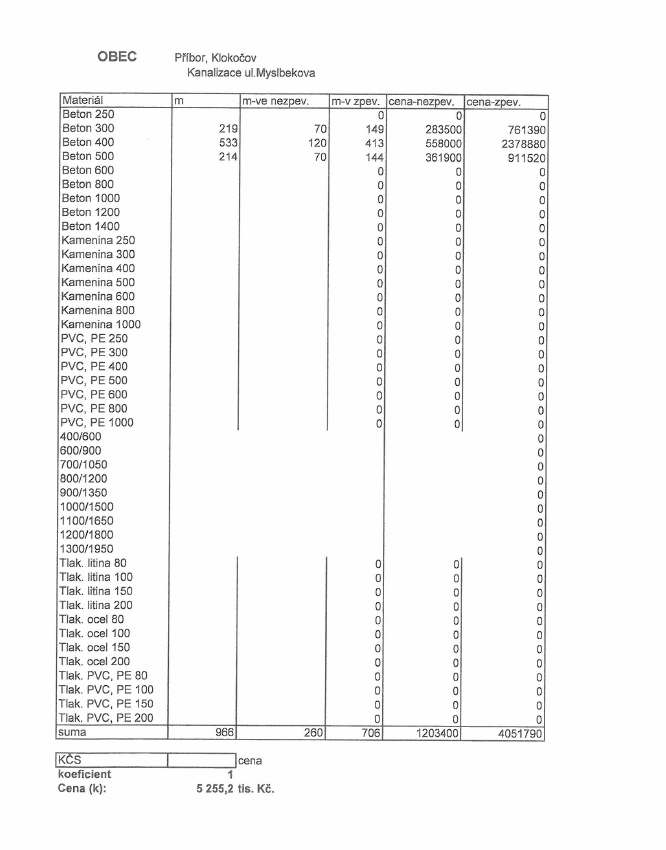 OBEC Příbor, Klokočov
Kanalizace ul.Myslbekova
Materiál m m-ve nezpev. m-v zpev. cena-nezpev. cena-zpev.
Beton 250 0 0 0
Beton 300 219 70 149 283500 761390
Beton 400 533 120 413 558000 2378880
Beton 500 214 70 144 361900 911520
Beton 600 0 0 0
Beton 800 0 0 0
Beton 1000 0 0 0
Beton 1200 0 0 0
Beton 1400 0 0 0
Kamenina 250 0 0 0
Kamenina 300 0 0 0
Kamenina 400 0 0 0
Kamenina 500 0 0 0
Kamenina 600 0 0 0
Kamenina 800 0 0 0
Kamenina 1000 0 0 0
PVC, PE 250 0 0 0
PVC, PE 300 0 0 0
PVC, PE 400 0 0 0
PVC, PE 500 0 0 0
PVC, PE 600 0 0 0
PVC, PE 800 0 0 0
PVC, PE 1000 0 0 0
400/600 0
600/900 0
700/1050 0
800/1200 0
900/1350 0
1000/1500 0
1100/1650 0
1200/1800 0
1300/1950 0
Tlak. litina 80 0 0 0
Tlak. litina 100 0 0 0
Tlak. litina 150 0 0 0
Tlak. litina 200 0 0 0
Tlak. ocel 80 0 0 0
Tlak. ocel 100 0 0 0
Tlak. ocel 150 0 0 0
Tlak. ocel 200 0 0 0
Tlak. PVC, PE 80 0 0 0
Tlak. PVC, PE 100 0 0 0
Tlak. PVC, PE 150 0 0 0
Tlak. PVC, PE 200 0 0 0
suma 966 260 706 1203400 4051790
KČS cena
koeficient 1
Cena (k): 5 255,2 tis. Kč.